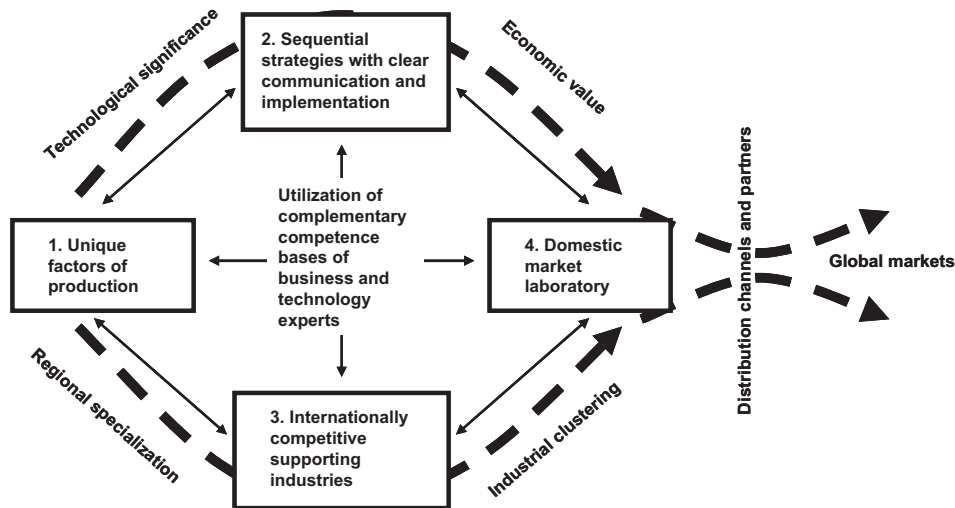 2. Sequential
strategies with clear
communication and
implementation
Technological significance
Economic value
Utilization of
complementary
competence
bases of
business and
technology
experts
1. Unique
factors of
production
4. Domestic
market
laboratory
Distribution channels and partners
Global markets
Regional specialization
3. Internationally
competitive
supporting
industries
Industrial clustering